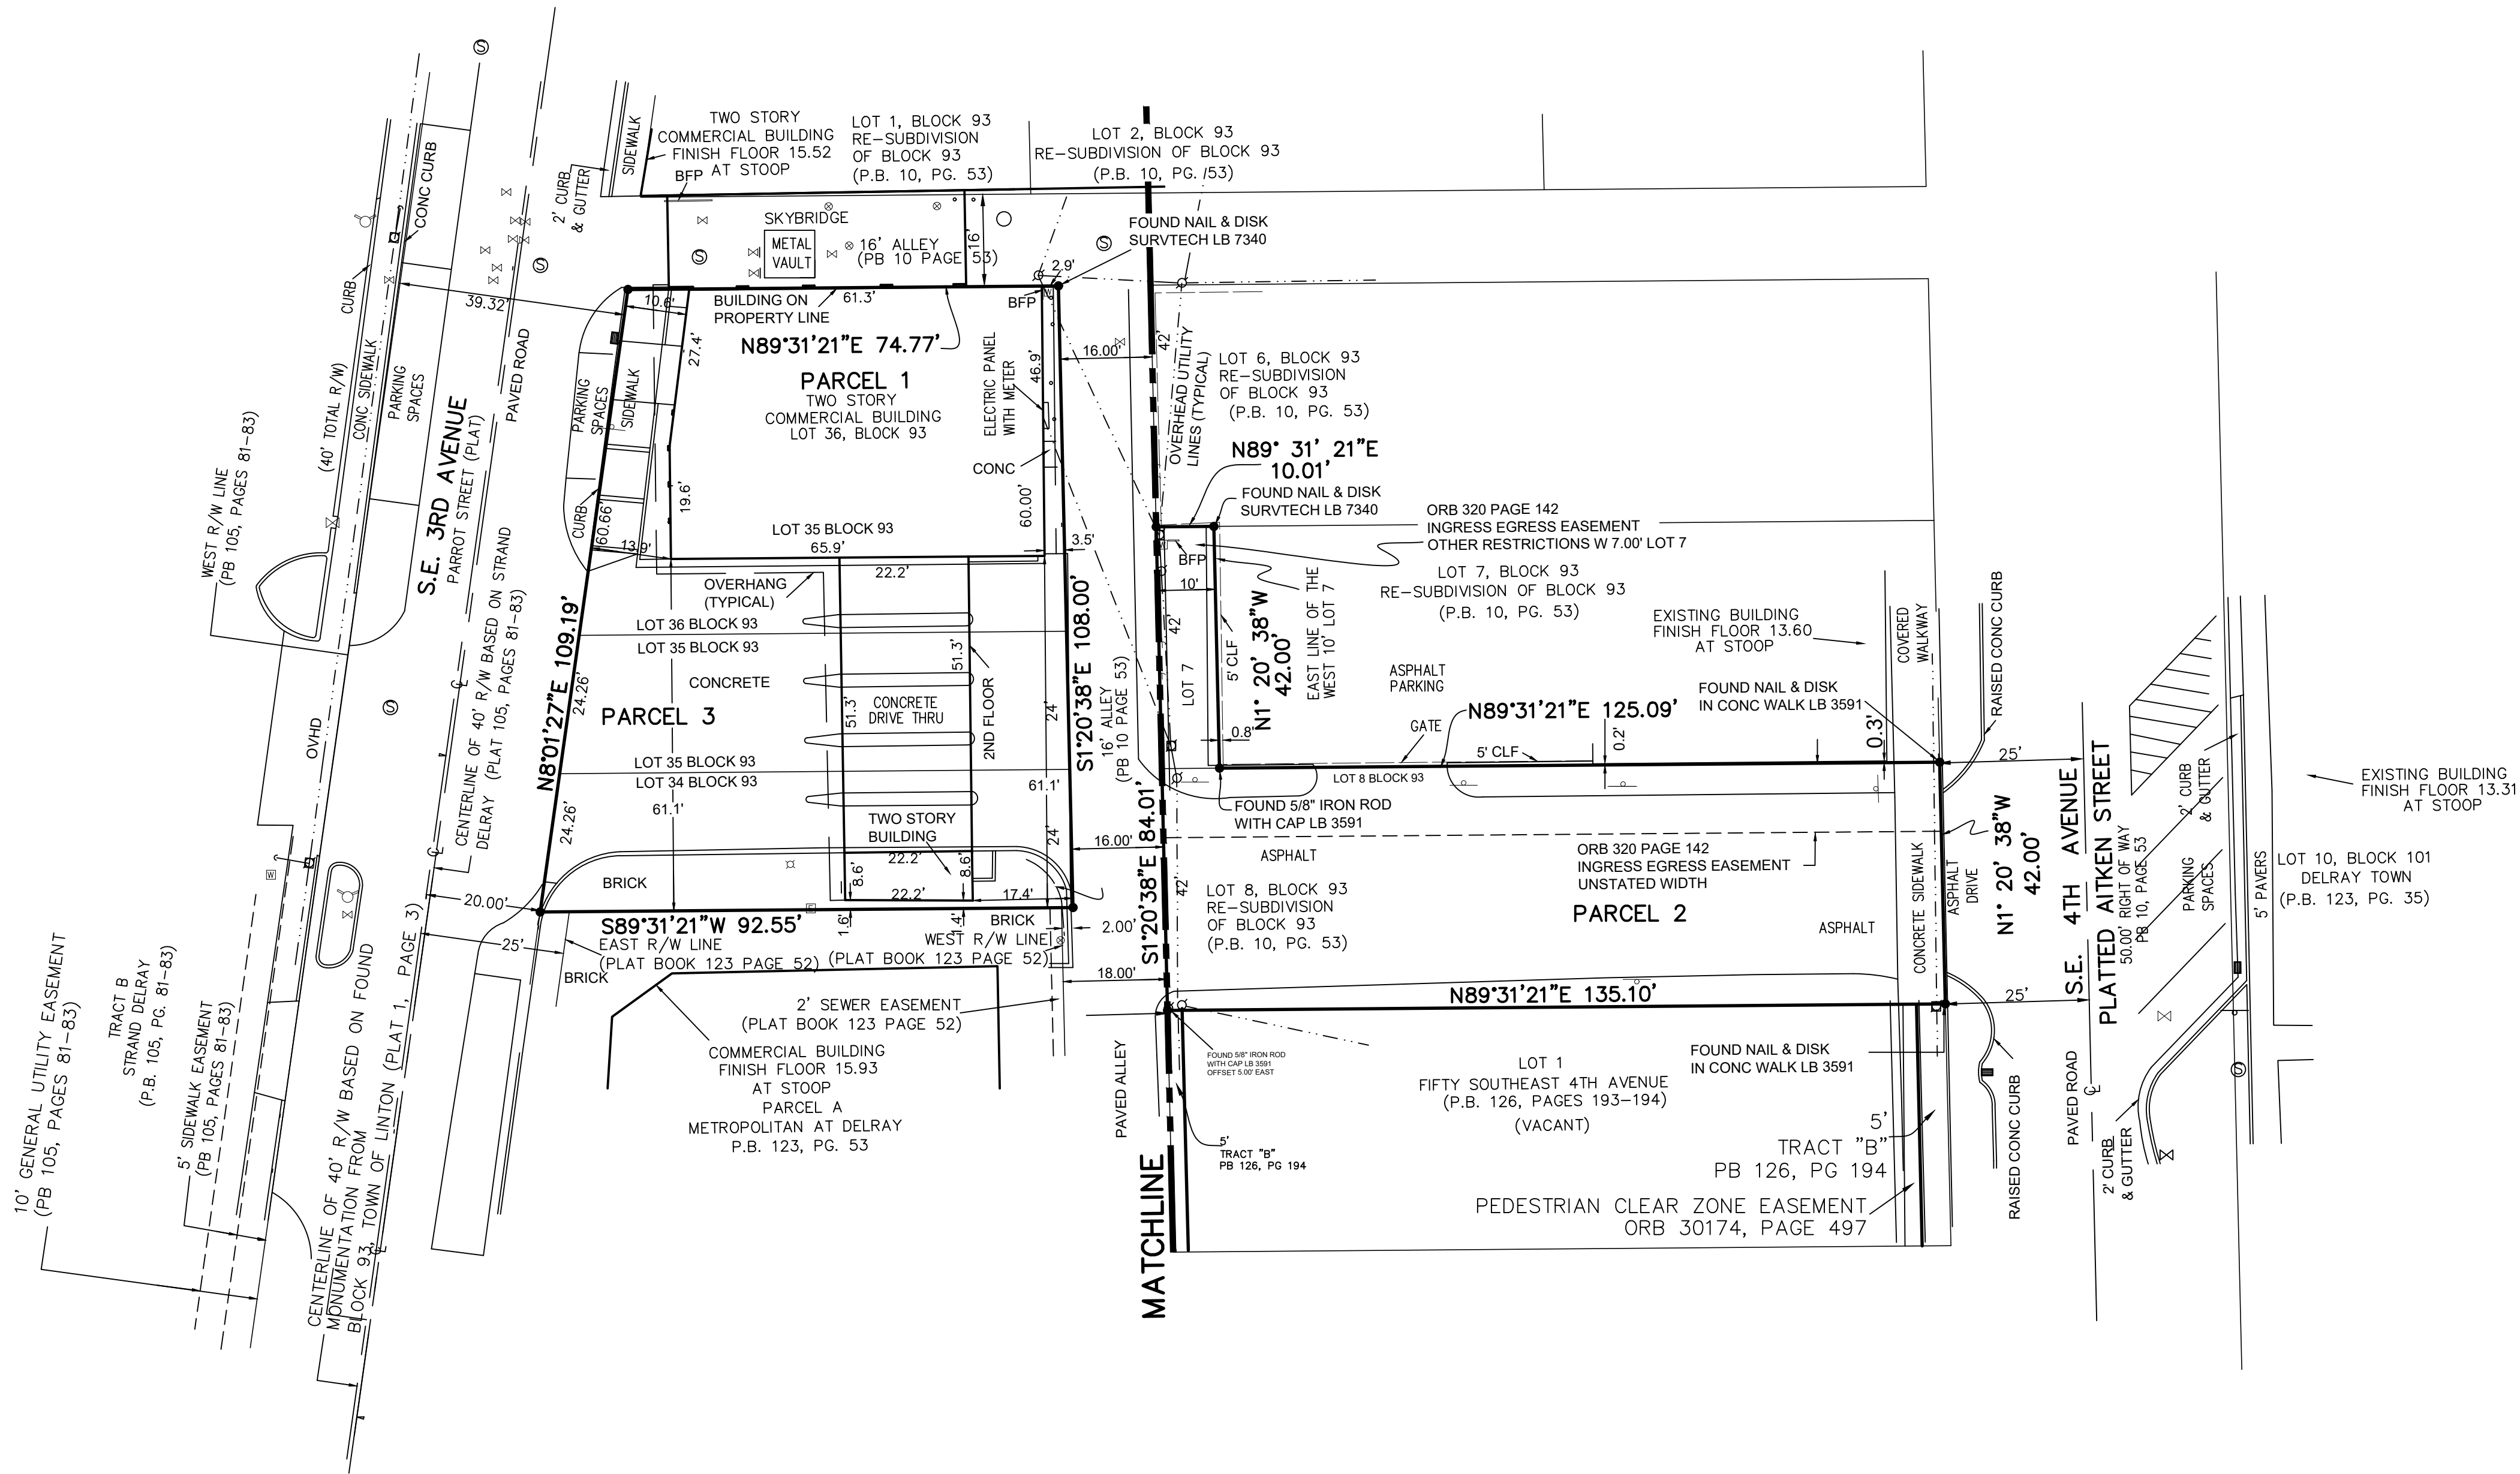 TWO STORY
COMMERCIAL BUILDING
FINISH FLOOR 15.52
AT STOOP
BFP
LOT 1, BLOCK 93
RE-SUBDIVISION
OF BLOCK 93
(P.B. 10, PG. 53)
LOT 2, BLOCK 93
RE-SUBDIVISION OF BLOCK 93
(P.B. 10, PG. 53)
SIDEWALK
2' CURB
& GUTTER
CONC CURB
CURB
SKYBRIDGE
METAL
VAULT
16' ALLEY
(PB 10 PAGE 53)
16'
FOUND NAIL & DISK
SURVTECH LB 7340
2.9'
39.32'
10.6'
BUILDING ON
PROPERTY LINE
61.3'
BFP
N89°31'21"E 74.77'
27.4'
PARCEL 1
TWO STORY
COMMERCIAL BUILDING
LOT 36, BLOCK 93
ELECTRIC PANEL
WITH METER
46.9'
16.00'
42'
OVERHEAD UTILITY
LINES (TYPICAL)
LOT 6, BLOCK 93
RE-SUBDIVISION
OF BLOCK 93
(P.B. 10, PG. 53)
CONC
N89° 31' 21"E
10.01'
FOUND NAIL & DISK
SURVTECH LB 7340
ORB 320 PAGE 142
INGRESS EGRESS EASEMENT
OTHER RESTRICTIONS W 7.00' LOT 7
WEST R/W LINE
(PB 105, PAGES 81-83)
(40' TOTAL R/W)
CONC SIDEWALK
PARKING
SPACES
S.E. 3RD AVENUE
PARROT STREET (PLAT)
PAVED ROAD
PARKING
SPACES
SIDEWALK
CURB
60.66'
19.6'
13.9'
LOT 35 BLOCK 93
65.9'
60.00'
3.5'
22.2'
OVERHANG
(TYPICAL)
LOT 36 BLOCK 93
LOT 35 BLOCK 93
CONCRETE
PARCEL 3
CONCRETE
DRIVE THRU
51.3'
51.3'
2ND FLOOR
24'
S1°20'38"E 108.00'
16' ALLEY
(PB 10 PAGE 53)
N8°01'27"E 109.19'
24.26'
24.26'
LOT 35 BLOCK 93
LOT 34 BLOCK 93
61.1'
61.1'
24'
TWO STORY
BUILDING
22.2'
8.6'
8.6'
22.2'
17.4'
BRICK
BRICK
S89°31'21"W 92.55'
1.6'
1.4'
2.00'
EAST R/W LINE
(PLAT BOOK 123 PAGE 52)
WEST R/W LINE
(PLAT BOOK 123 PAGE 52)
BRICK
20.00'
25'
16.00'
18.00'
S1°20'38"E 84.01'
BFP
10'
42'
LOT 7
5' CLF
N1° 20' 38"W
42.00'
EAST LINE OF THE
WEST 10' LOT 7
LOT 7, BLOCK 93
RE-SUBDIVISION OF BLOCK 93
(P.B. 10, PG. 53)
EXISTING BUILDING
FINISH FLOOR 13.60
AT STOOP
COVERED
WALKWAY
RAISED CONC CURB
ASPHALT
PARKING
GATE
N89°31'21"E 125.09'
FOUND NAIL & DISK
IN CONC WALK LB 3591
0.8'
5' CLF
0.2'
0.3'
25'
LOT 8 BLOCK 93
FOUND 5/8" IRON ROD
WITH CAP LB 3591
ASPHALT
42'
LOT 8, BLOCK 93
RE-SUBDIVISION
OF BLOCK 93
(P.B. 10, PG. 53)
ORB 320 PAGE 142
INGRESS EGRESS EASEMENT
UNSTATED WIDTH
PARCEL 2
ASPHALT
CONCRETE SIDEWALK
ASPHALT
DRIVE
N1° 20' 38"W
42.00'
S.E. 4TH AVENUE
PLATTED AITKEN STREET
50.00' RIGHT OF WAY
PB 10, PAGE 53
2' CURB
& GUTTER
PARKING
SPACES
5' PAVERS
EXISTING BUILDING
FINISH FLOOR 13.31
AT STOOP
LOT 10, BLOCK 101
DELRAY TOWN
(P.B. 123, PG. 35)
N89°31'21"E 135.10'
25'
OVHD
CENTERLINE OF 40' R/W BASED ON STRAND
DELRAY (PLAT 105, PAGES 81-83)
10' GENERAL UTILITY EASEMENT
(PB 105, PAGES 81-83)
TRACT B
STRAND DELRAY
(P.B. 105, PG. 81-83)
5' SIDEWALK EASEMENT
(PB 105, PAGES 81-83)
CENTERLINE OF 40' R/W BASED ON FOUND
MONUMENTATION FROM
BLOCK 93, TOWN OF LINTON (PLAT 1, PAGE 3)
2' SEWER EASEMENT
(PLAT BOOK 123 PAGE 52)
COMMERCIAL BUILDING
FINISH FLOOR 15.93
AT STOOP
PARCEL A
METROPOLITAN AT DELRAY
P.B. 123, PG. 53
PAVED ALLEY
MATCHLINE
FOUND 5/8" IRON ROD
WITH CAP LB 3591
OFFSET 5.00' EAST
5'
TRACT "B"
PB 126, PG 194
LOT 1
FIFTY SOUTHEAST 4TH AVENUE
(P.B. 126, PAGES 193-194)
(VACANT)
FOUND NAIL & DISK
IN CONC WALK LB 3591
5'
TRACT "B"
PB 126, PG 194
PEDESTRIAN CLEAR ZONE EASEMENT
ORB 30174, PAGE 497
RAISED CONC CURB
PAVED ROAD
2' CURB
& GUTTER